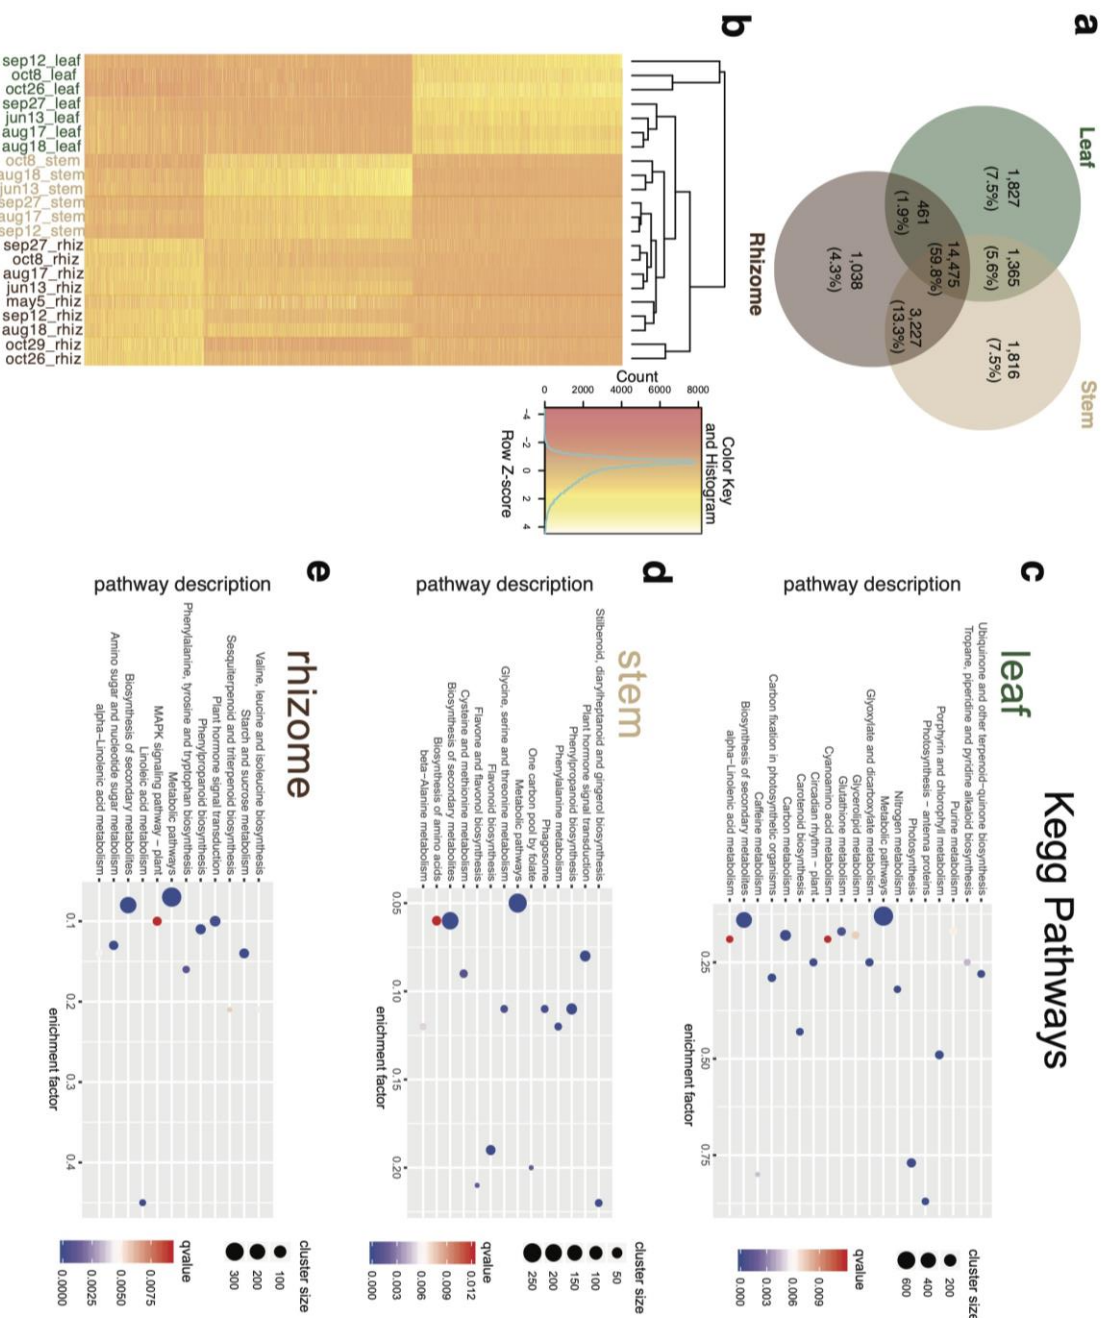 a
Leaf
Stem
1,827
(7.5%)
1,365
(5.6%)
1,816
(7.5%)
461
(1.9%)
14,475
(59.8%)
3,227
(13.3%)
1,038
(4.3%)
Rhizome
b
Color Key
and Histogram
Count
0 2000 4000 6000 8000
-4 -2 0 2 4
Row Z-score
sep12_leaf
oct8_leaf
oct26_leaf
sep27_leaf
jun13_leaf
aug17_leaf
aug18_leaf
oct8_stem
aug18_stem
jun13_stem
sep27_stem
aug17_stem
sep12_stem
sep27_rhiz
oct8_rhiz
aug17_rhiz
jun13_rhiz
may5_rhiz
sep12_rhiz
aug18_rhiz
oct29_rhiz
oct26_rhiz
Kegg Pathways
c
leaf
pathway description
Ubiquinone and other terpenoid-quinone biosynthesis
Tropane, piperidine and pyridine alkaloid biosynthesis
Purine metabolism
Porphyrin and chlorophyll metabolism
Photosynthesis - antenna proteins
Photosynthesis
Nitrogen metabolism
Metabolic pathways
Glyoxylate and dicarboxylate metabolism
Glycerolipid metabolism
Glutathione metabolism
Cyanoamino acid metabolism
Circadian rhythm - plant
Carotenoid biosynthesis
Carbon metabolism
Carbon fixation in photosynthetic organisms
Caffeine metabolism
Biosynthesis of secondary metabolites
alpha-Linolenic acid metabolism
0.25 0.50 0.75
enichment factor
cluster size
200
400
600
qvalue
0.009
0.006
0.003
0.000
d
stem
pathway description
Stilbenoid, diarylheptanoid and gingerol biosynthesis
Plant hormone signal transduction
Phenylpropanoid biosynthesis
Phenylalanine metabolism
Phagosome
One carbon pool by folate
Metabolic pathways
Glycine, serine and threonine metabolism
Flavonoid biosynthesis
Flavone and flavonol biosynthesis
Cysteine and methionine metabolism
Biosynthesis of secondary metabolites
Biosynthesis of amino acids
beta-Alanine metabolism
0.05 0.10 0.15 0.20
enichment factor
cluster size
50
100
150
200
250
qvalue
0.012
0.009
0.006
0.003
0.000
e
rhizome
pathway description
Valine, leucine and isoleucine biosynthesis
Starch and sucrose metabolism
Sesquiterpenoid and triterpenoid biosynthesis
Plant hormone signal transduction
Phenylpropanoid biosynthesis
Phenylalanine, tyrosine and tryptophan biosynthesis
Metabolic pathways
MAPK signaling pathway - plant
Linoleic acid metabolism
Biosynthesis of secondary metabolites
Amino sugar and nucleotide sugar metabolism
alpha-Linolenic acid metabolism
0.1 0.2 0.3 0.4
enichment factor
cluster size
100
200
300
qvalue
0.0075
0.0050
0.0025
0.0000